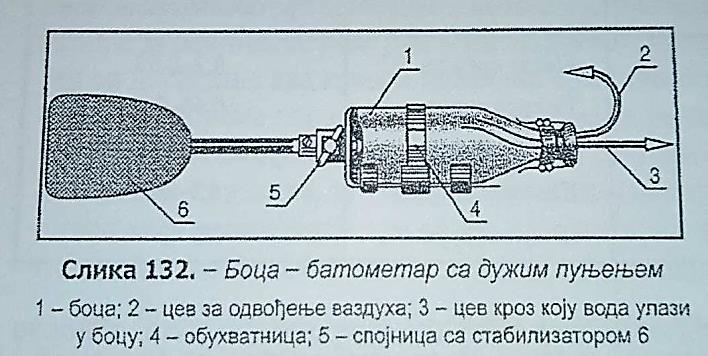 1
2
3
4
5
6
Слика 132. – Боца – батометар са дужим пуњењем
1 – боца; 2 – цев за одвођење ваздуха; 3 – цев кроз коју вода улази
у боцу; 4 – обухватница; 5 – спојница са стабилизатором 6